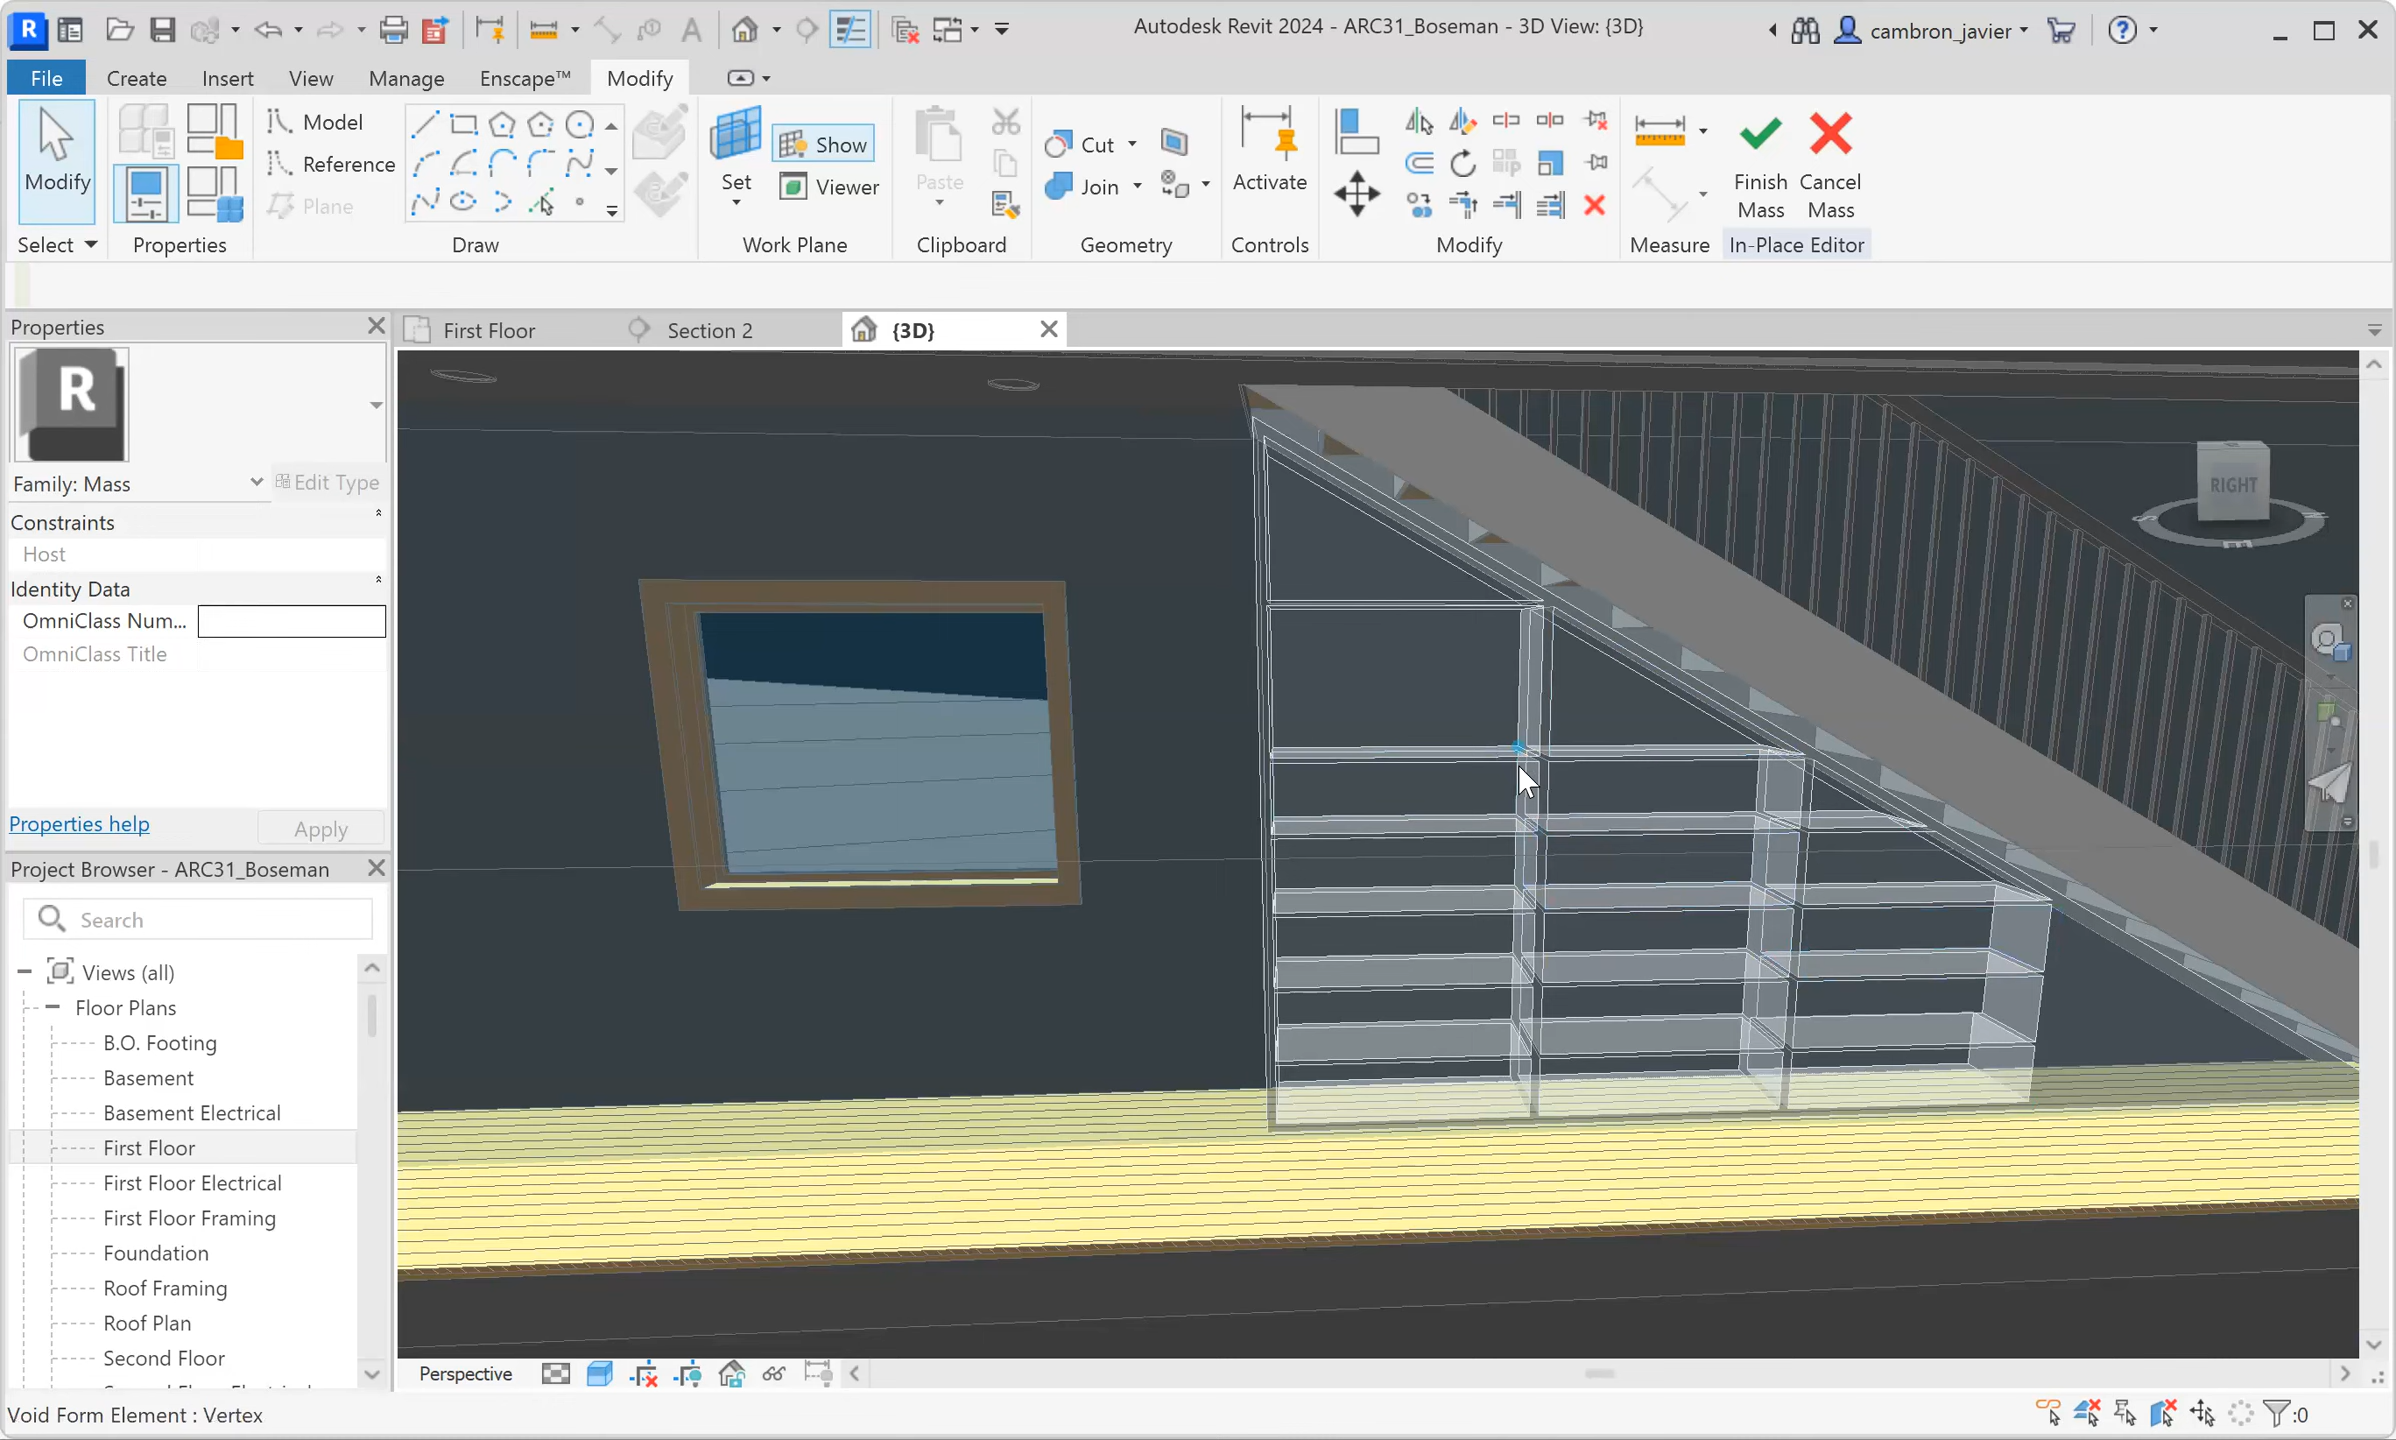 Autodesk Revit 2024 - ARC31_Boseman - 3D View: {3D}
cambron_javier
File
Create
Insert
View
Manage
Enscape™
Modify
Modify
Select
Properties
Model
Reference
Plane
Draw
Set
Show
Viewer
Work Plane
Paste
Clipboard
Cut
Join
Geometry
Activate
Controls
Modify
Measure
Finish Mass
Cancel Mass
In-Place Editor
Properties
First Floor
Section 2
{3D}
R
Family: Mass
Edit Type
Constraints
Host
Identity Data
OmniClass Num...
OmniClass Title
Properties help
Apply
RIGHT
Project Browser - ARC31_Boseman
Search
Views (all)
Floor Plans
B.O. Footing
Basement
Basement Electrical
First Floor
First Floor Electrical
First Floor Framing
Foundation
Roof Framing
Roof Plan
Second Floor
Perspective
Void Form Element : Vertex
:0